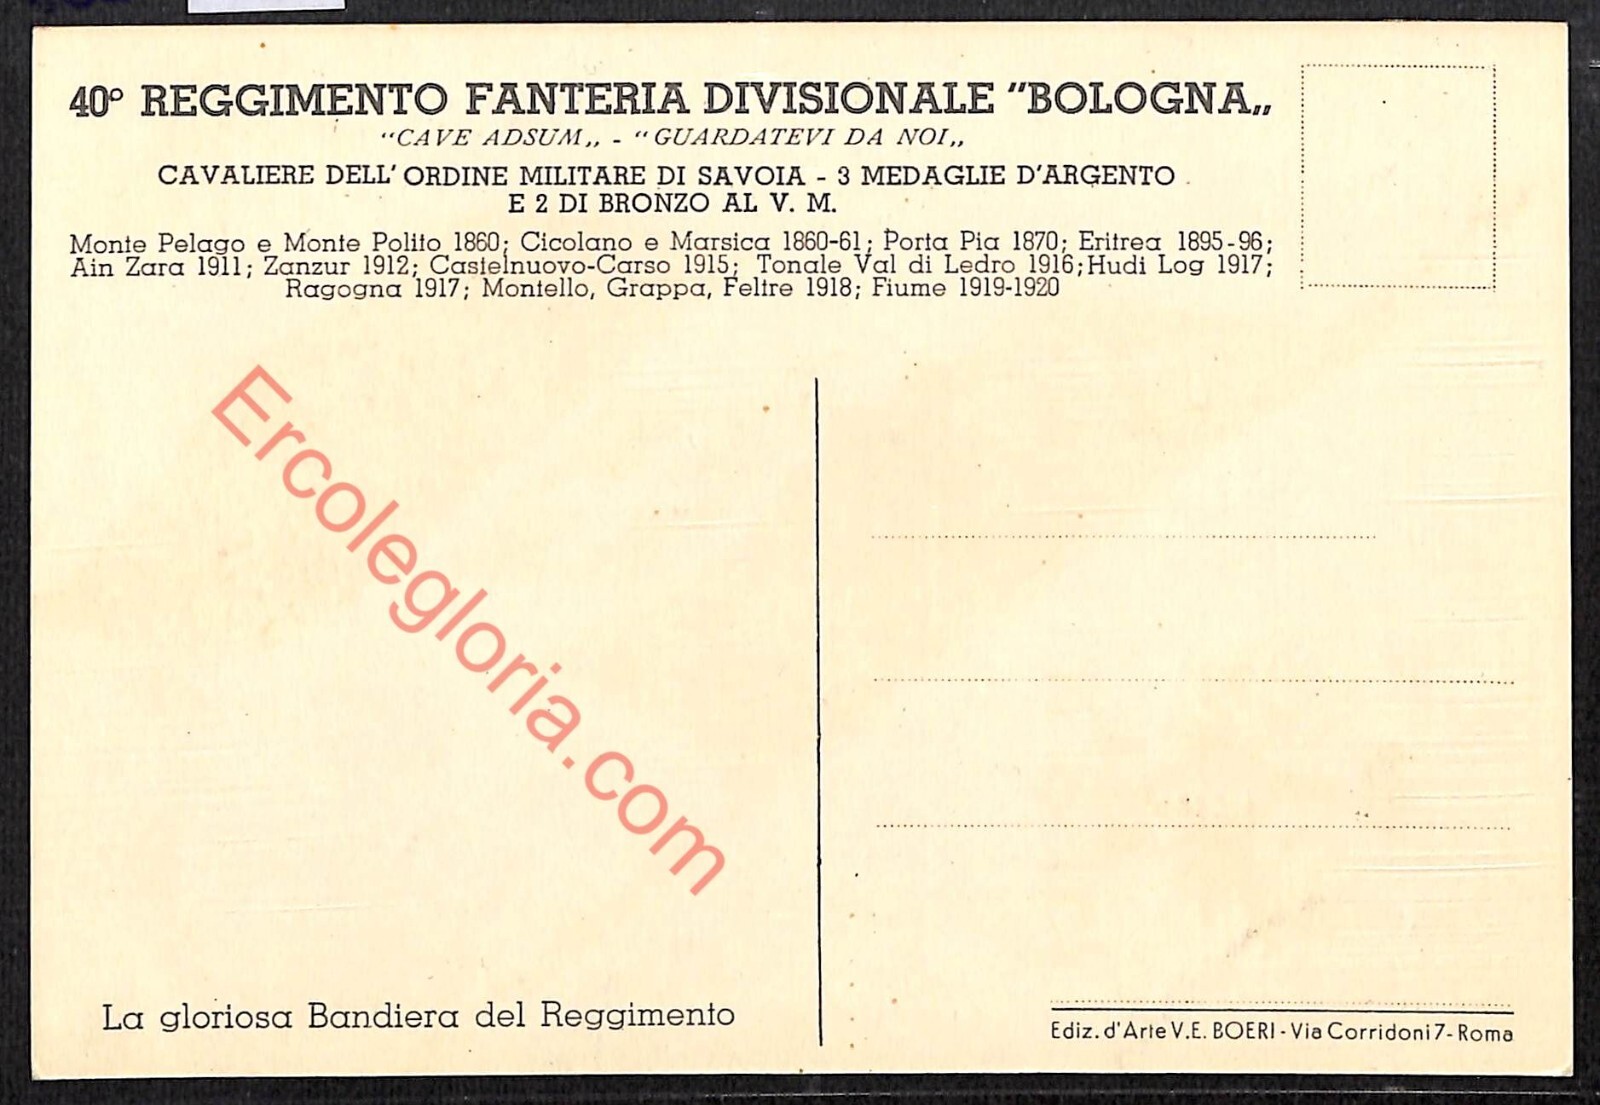 40° REGGIMENTO FANTERIA DIVISIONALE "BOLOGNA„
"CAVE ADSUM„ - "GUARDATEVI DA NOI„
CAVALIERE DELL' ORDINE MILITARE DI SAVOIA - 3 MEDAGLIE D'ARGENTO
E 2 DI BRONZO AL V. M.
Monte Pelago e Monte Polito 1860; Cicolano e Marsica 1860-61; Porta Pia 1870; Eritrea 1895-96;
Ain Zara 1911; Zanzur 1912; Castelnuovo-Carso 1915; Tonale Val di Ledro 1916; Hudi Log 1917;
Ragogna 1917; Montello, Grappa, Feltre 1918; Fiume 1919-1920
Ercolegloria.com
La gloriosa Bandiera del Reggimento
Ediz. d'Arte V.E. BOERI - Via Corridoni 7 - Roma